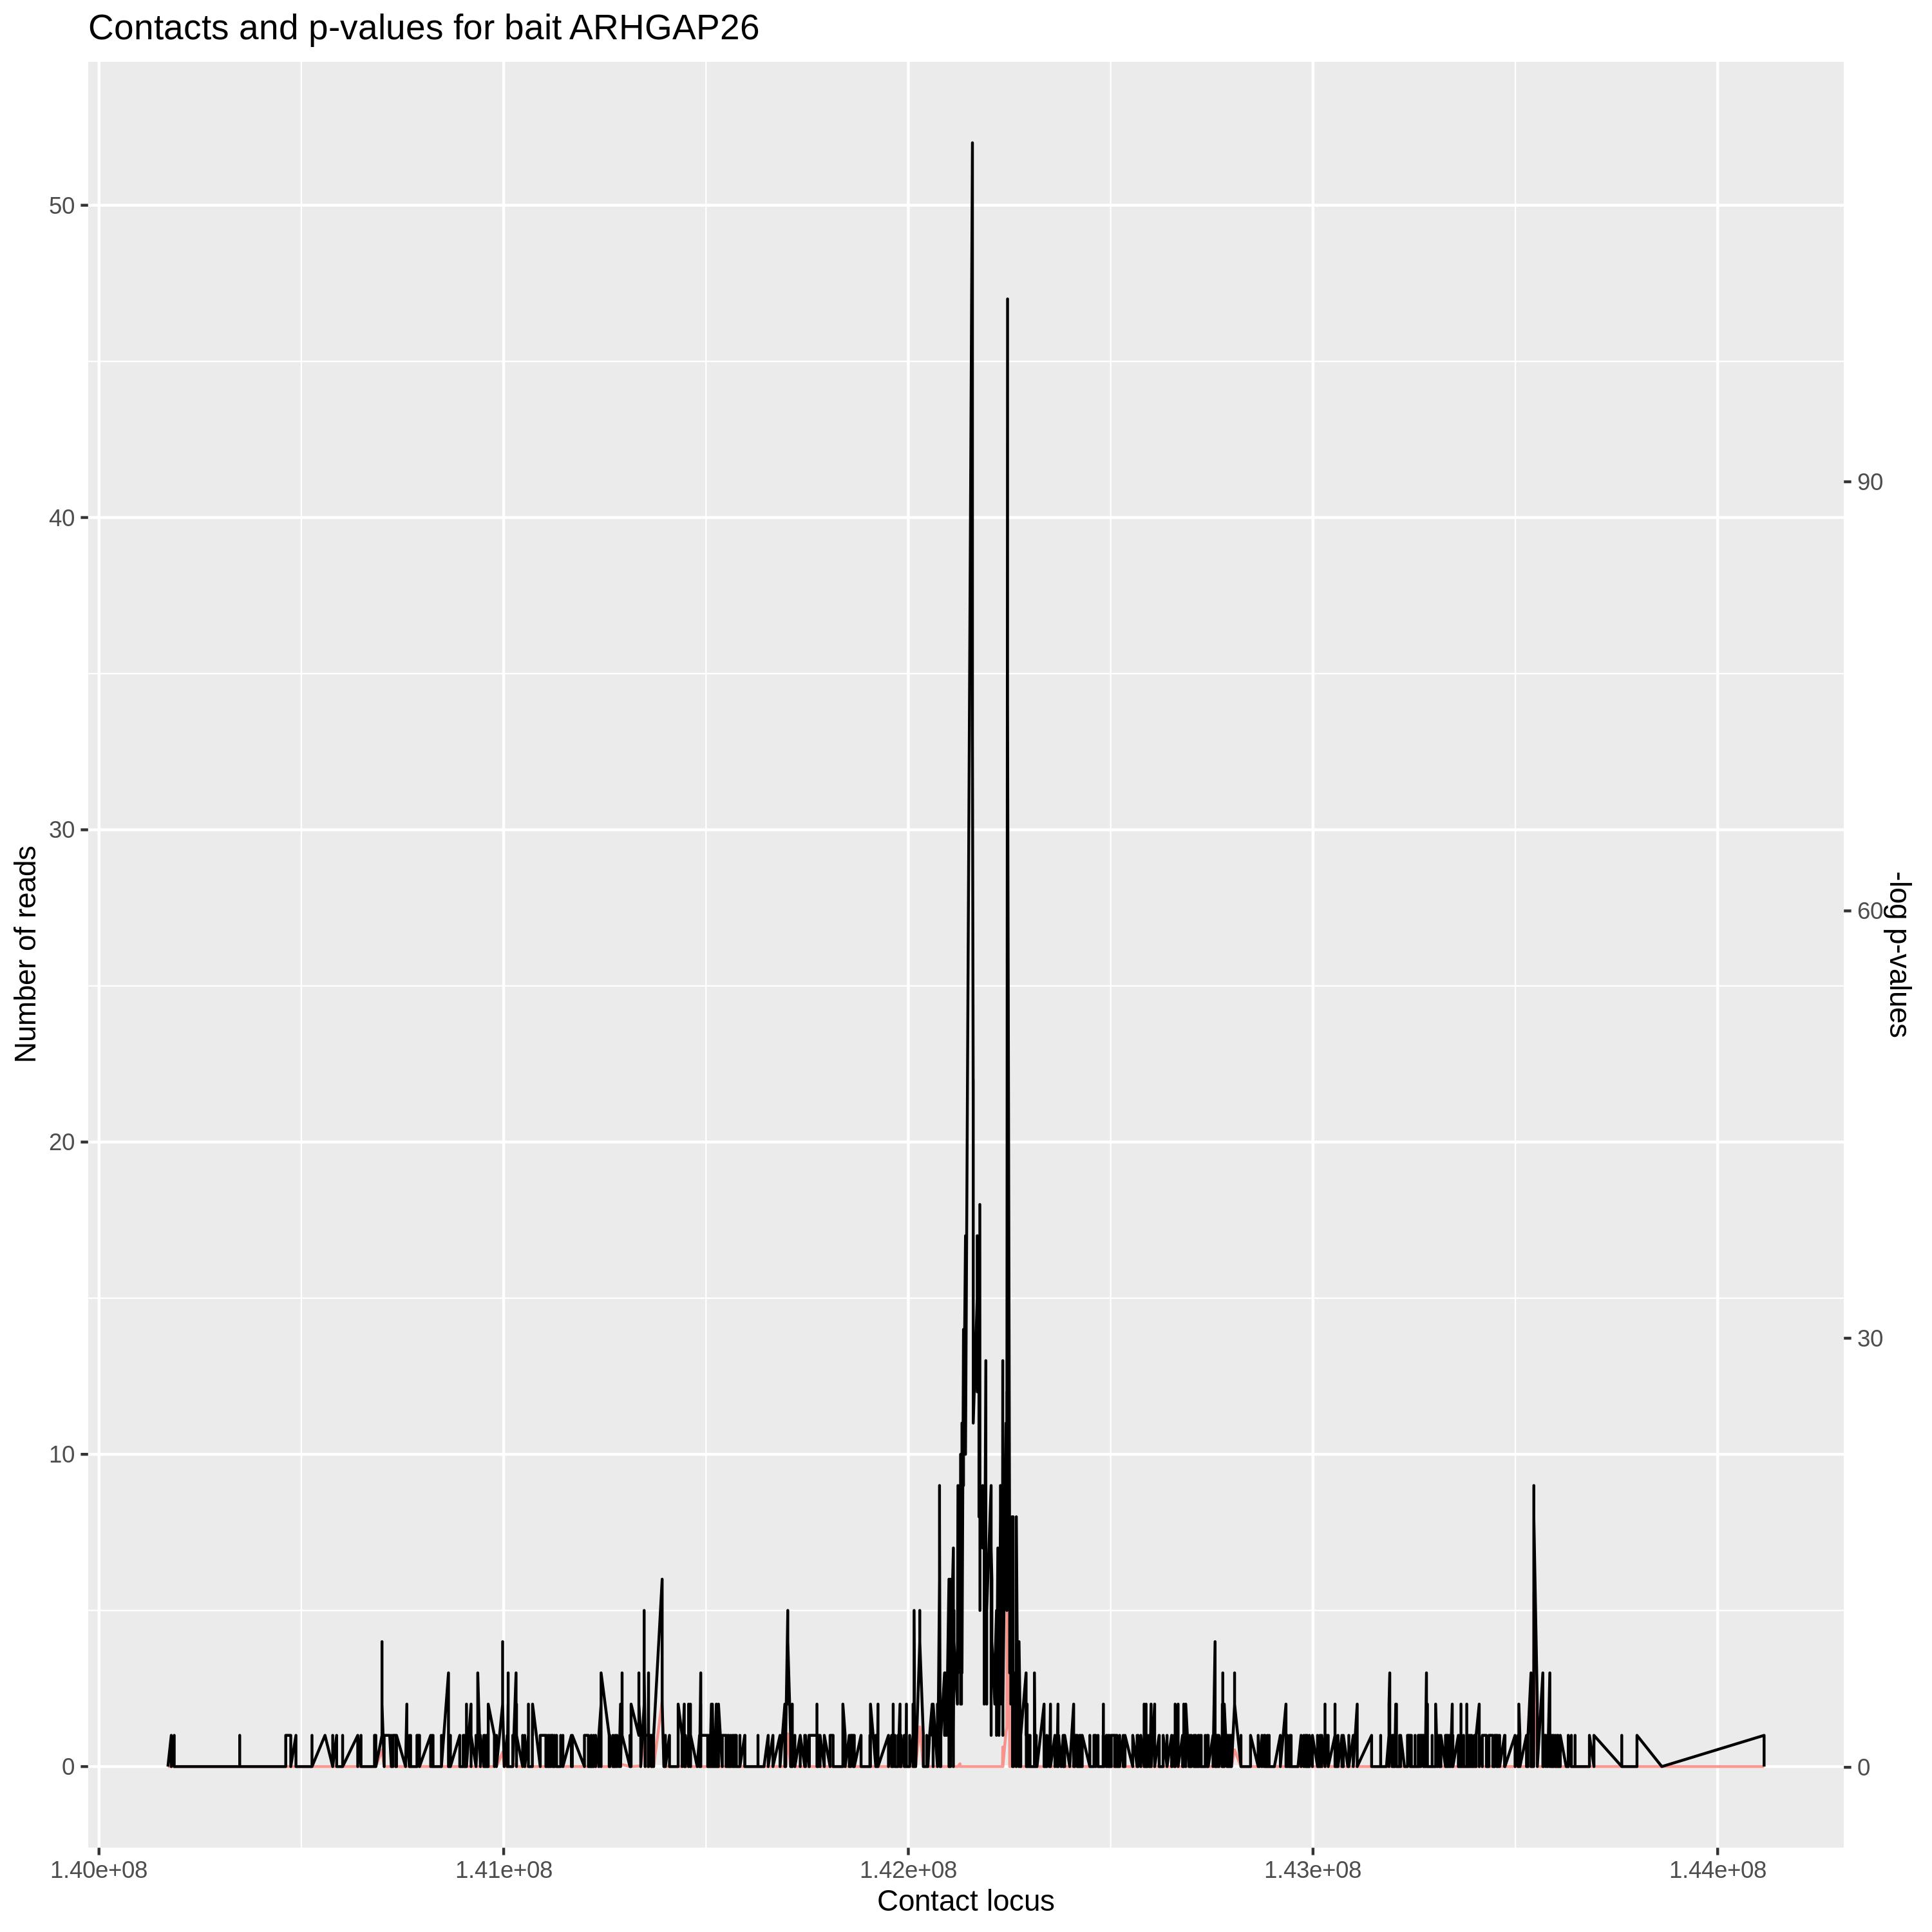 Contacts and p-values for bait ARHGAP26
50
40
30
20
10
0
Number of reads
90
60
30
0
-log p-values
1.40e+08
1.41e+08
1.42e+08
1.43e+08
1.44e+08
Contact locus